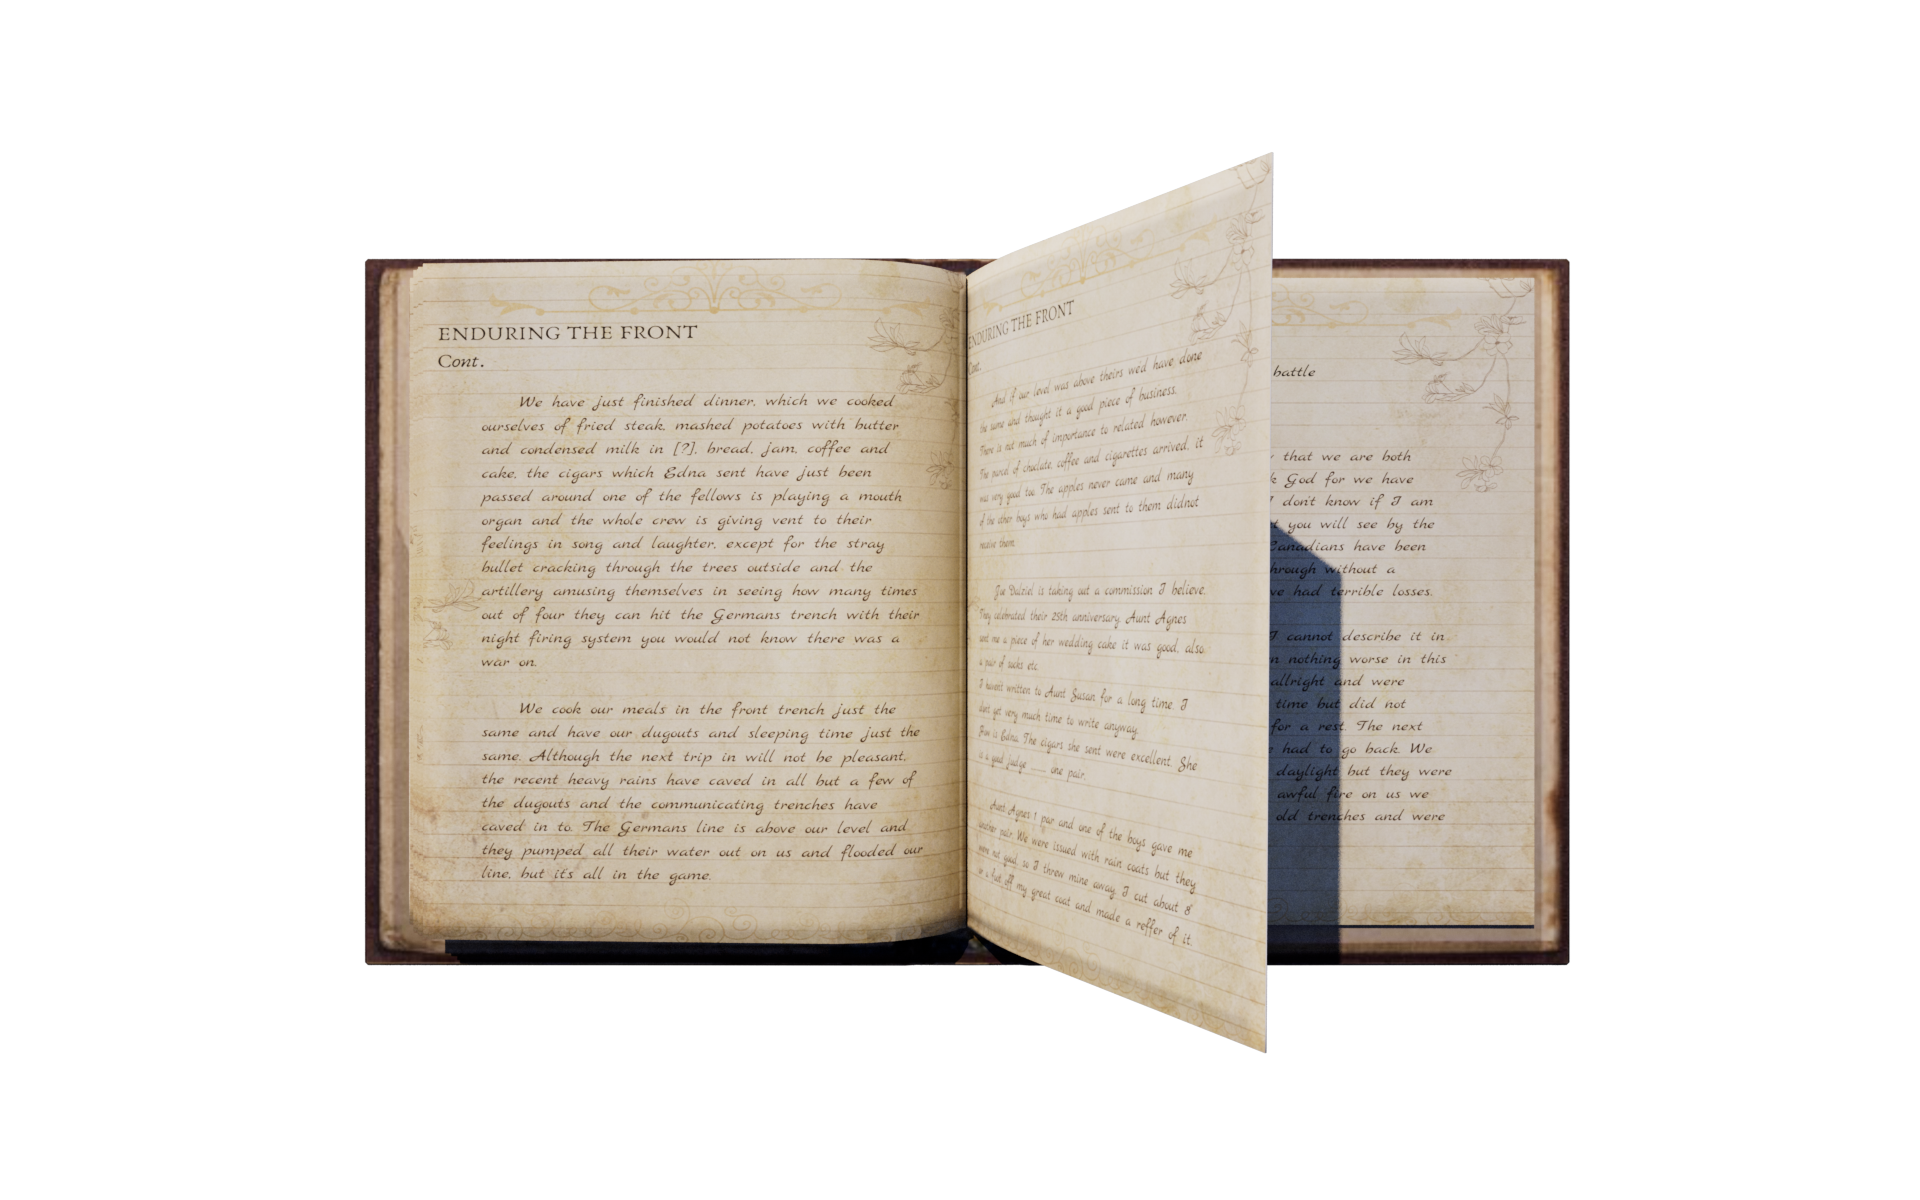 ENDURING THE FRONT
Cont.
We have just finished dinner, which we cooked
ourselves of fried steak, mashed potatoes with butter
and condensed milk in [?], bread, jam, coffee and
cake, the cigars which Edna sent have just been
passed around one of the fellows is playing a mouth
organ and the whole crew is giving vent to their
feelings in song and laughter, except for the stray
bullet cracking through the trees outside and the
artillery amusing themselves in seeing how many times
out of four they can hit the Germans trench with their
night firing system you would not know there was a
war on.
We cook our meals in the front trench just the
same and have our dugouts and sleeping time just the
same. Although the next trip in will not be pleasant,
the recent heavy rains have caved in all but a few of
the dugouts and the communicating trenches have
caved in to. The Germans line is above our level and
they pumped all their water out on us and flooded our
line, but it's all in the game.
ENDURING THE FRONT
Cont.
And if our level was above theirs we'd have done
the same and thought it a good piece of business.
There is not much of importance to related however.
The parcel of choclate, coffee and cigarettes arrived, it
was very good too. The apples never came and many
of the other boys who had apples sent to them didnot
receive them.
Joe Dalziel is taking out a commission I believe.
They celebrated their 25th anniversary. Aunt Agnes
sent me a piece of her wedding cake it was good, also
a pair of socks etc.
I haven't written to Aunt Susan for a long time. I
don't get very much time to write anyway.
How is Edna. The cigars she sent were excellent. She
is a good judge ___ one pair.
Aunt Agnes 1 par and one of the boys gave me
another pair. We were issued with rain coats but they
were not good, so I threw mine away. I cut about 8
or a foot off my great coat and made a reffer of it.
battle
that we are both
God for we have
I don't know if I am
you will see by the
Canadians have been
through without a
had terrible losses.
I cannot describe it in
nothing worse in this
allright and were
time but did not
for a rest. The next
had to go back. We
daylight but they were
awful fire on us we
old trenches and were